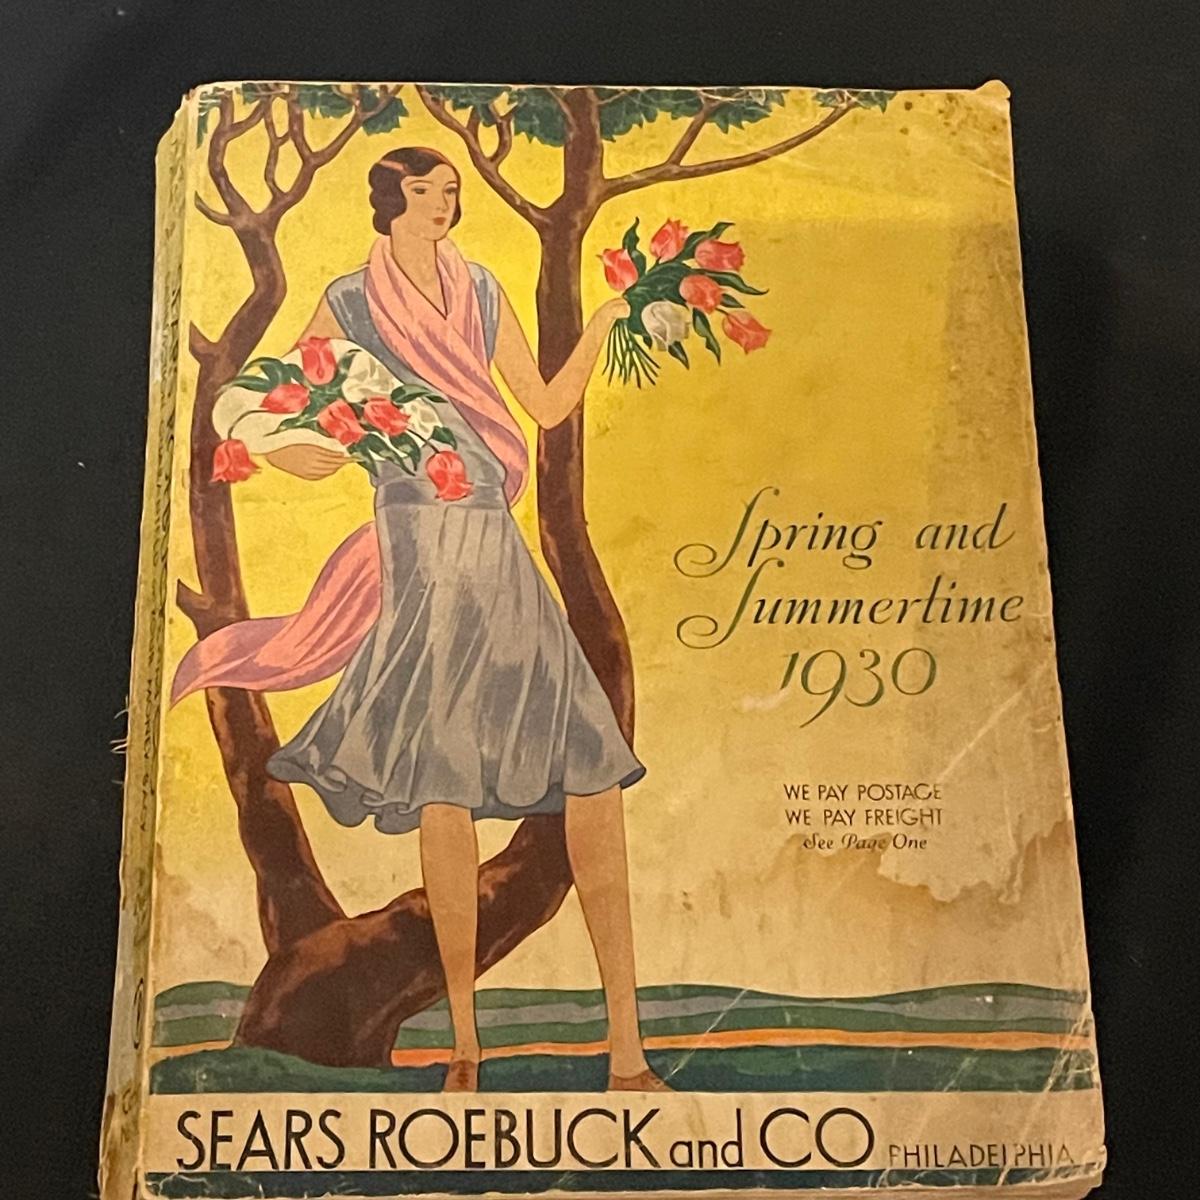 Spring and
Summertime
1930
WE PAY POSTAGE
WE PAY FREIGHT
See Page One
SEARS ROEBUCK and CO PHILADELPHIA